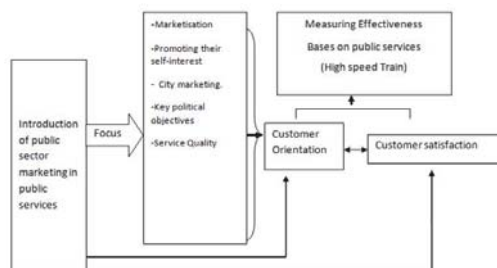 Introduction
of public
sector
marketing in
public
services
Focus
•Marketisation
•Promoting their
self-interest
- City marketing.
•Key political
objectives
•Service Quality
Measuring Effectiveness
Bases on public services
(High speed Train)
Customer
Orientation
Customer satisfaction